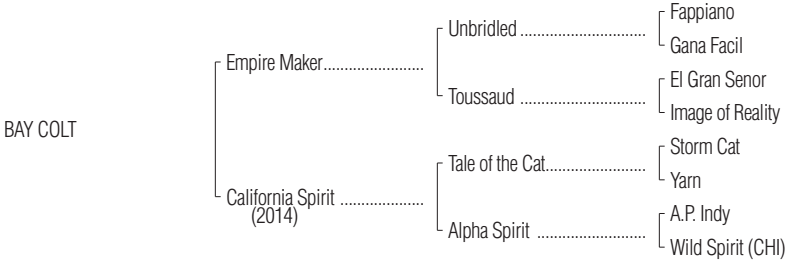 Fappiano
Unbridled ..............................
Gana Facil
Empire Maker........................
El Gran Senor
Toussaud ..............................
Image of Reality
BAY COLT
Storm Cat
Tale of the Cat........................
Yarn
California Spirit ....................
(2014)
A.P. Indy
Alpha Spirit ..........................
Wild Spirit (CHI)